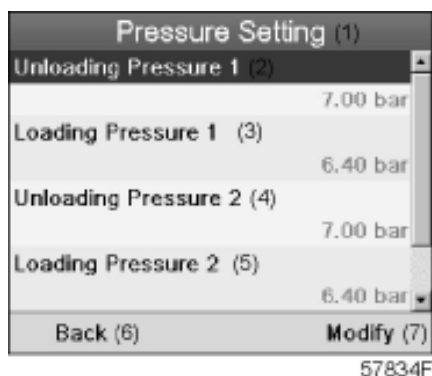 Pressure Setting (1)
Unloading Pressure 1 (2)
7.00 bar
Loading Pressure 1 (3)
6.40 bar
Unloading Pressure 2 (4)
7.00 bar
Loading Pressure 2 (5)
6.40 bar
Back (6) Modify (7)
57834F